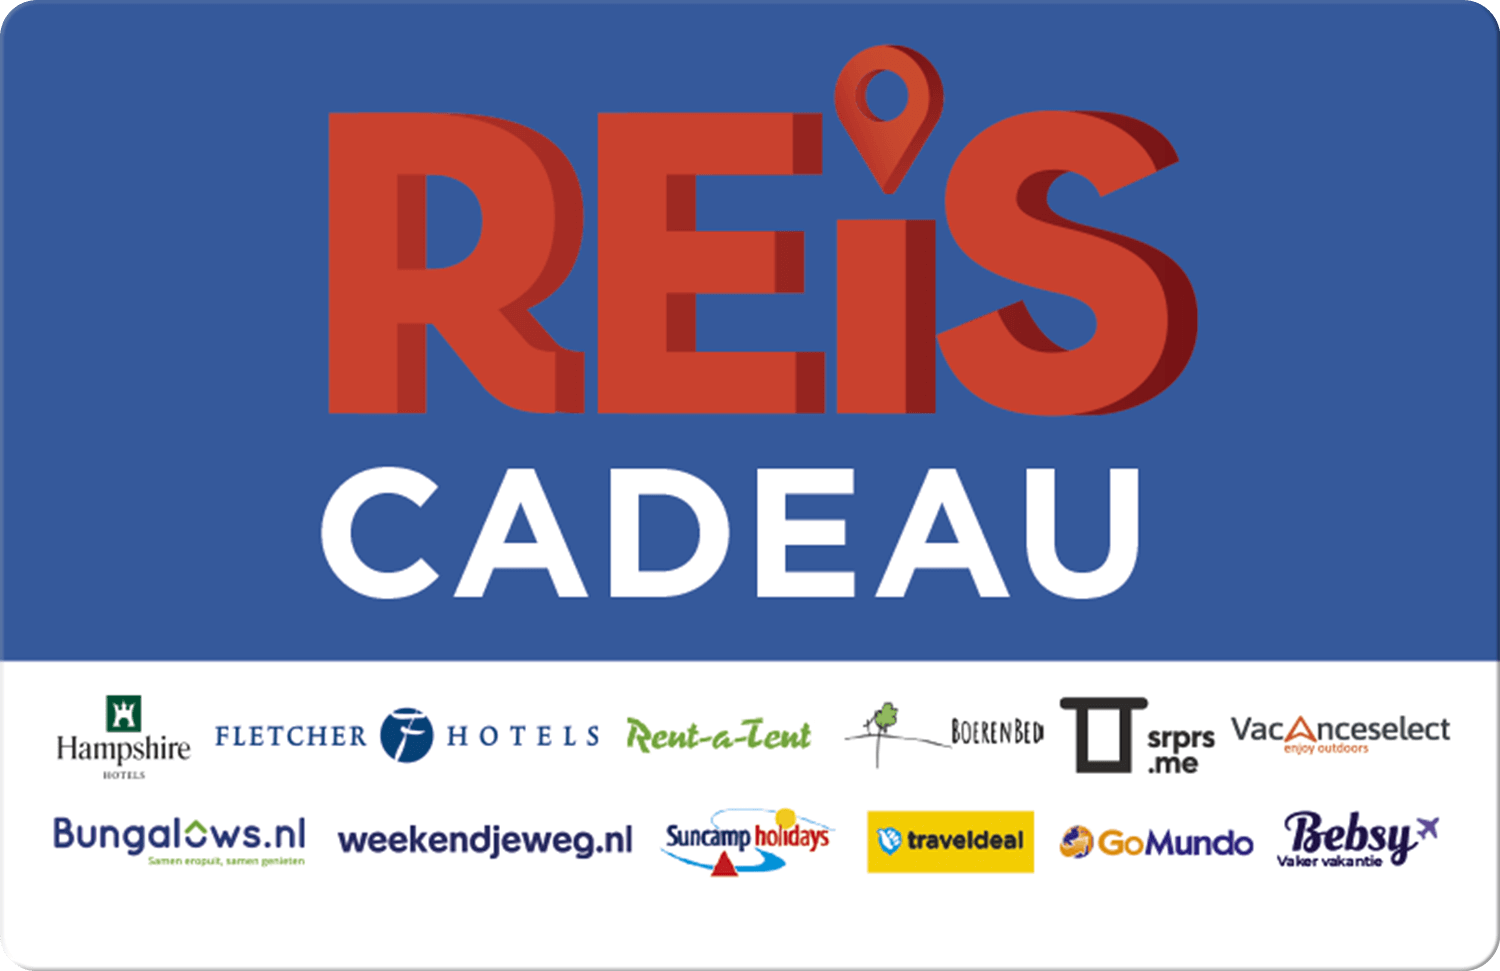 REiS
CADEAU
Hampshire
HOTELS
FLETCHER F HOTELS
Rent-a-Tent
BOERENBED
srprs
.me
Vacanceselect
enjoy outdoors
Bungalows.nl
Samen eropuit, samen genieten
weekendjeweg.nl
Suncamp holidays
traveldeal
GoMundo
Bebsy
Vaker vakantie